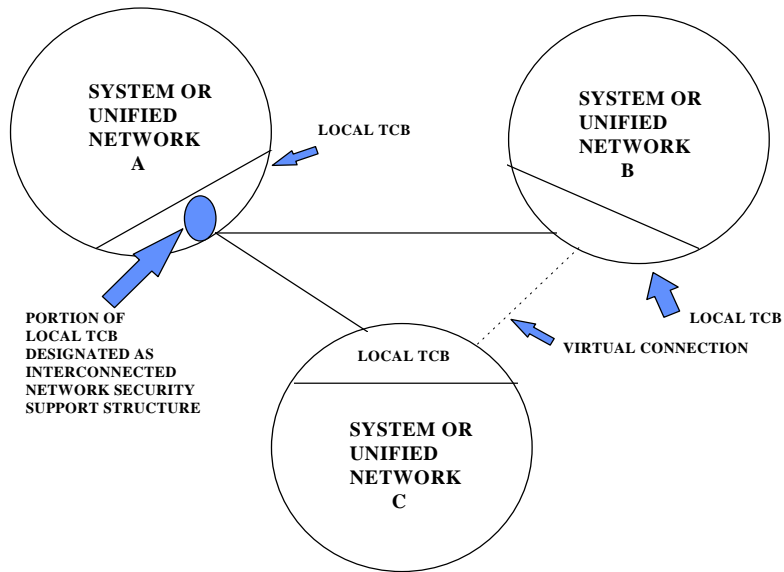 SYSTEM OR
UNIFIED
NETWORK
A
LOCAL TCB
SYSTEM OR
UNIFIED
NETWORK
B
PORTION OF
LOCAL TCB
DESIGNATED AS
INTERCONNECTED
NETWORK SECURITY
SUPPORT STRUCTURE
LOCAL TCB
VIRTUAL CONNECTION
LOCAL TCB
SYSTEM OR
UNIFIED
NETWORK
C